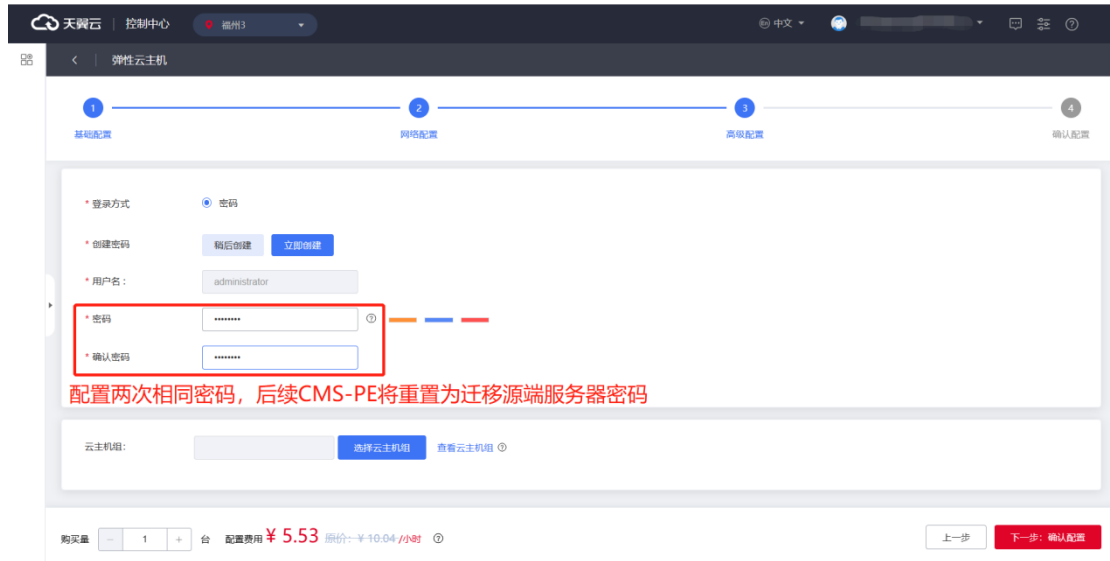 天翼云 控制中心 福州3 中文
弹性云主机
1 2 3 4
基础配置 网络配置 高级配置 确认配置
* 登录方式 密码
* 创建密码 稍后创建 立即创建
* 用户名： administrator
* 密码 ••••••••
* 确认密码 ••••••••
配置两次相同密码，后续CMS-PE将重置为迁移源端服务器密码
云主机组: 选择云主机组 查看云主机组
购买量 - 1 + 台 配置费用 ¥ 5.53 原价: ¥ 10.04 /小时 上一步 下一步：确认配置